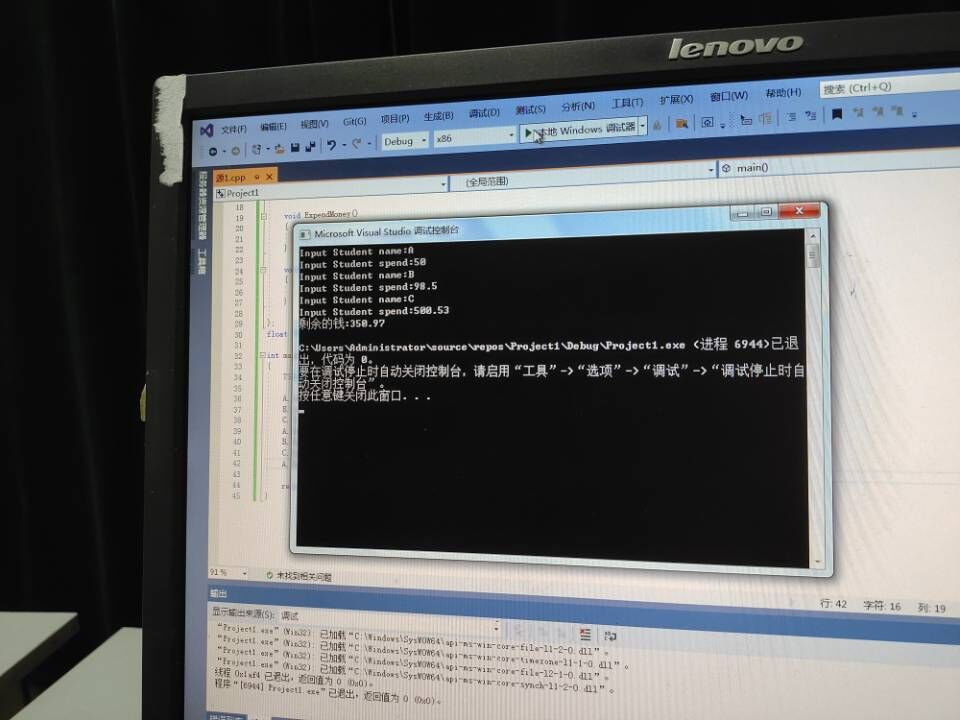 lenovo
文件(F) 编辑(E) 视图(V) Git(G) 项目(P) 生成(B) 调试(D) 测试(S) 分析(N) 工具(T) 扩展(X) 窗口(W) 帮助(H) 搜索 (Ctrl+Q)
Debug x86 本地 Windows 调试器
服务器资源管理器 工具箱
源1.cpp
Project1 (全局范围) main()
18
19 void ExpendMoney()
20
21
22
23
24
25
26
27
28
29 };
30 float
31
32 int
33 {
34
35
36 A.
37 B.
38 C.
39 A.
40 B.
41 C.
42 A.
43
44
45 }
Microsoft Visual Studio 调试控制台
Input Student name:A
Input Student spend:50
Input Student name:B
Input Student spend:98.5
Input Student name:C
Input Student spend:500.53
剩余的钱:350.97
C:\Users\Administrator\source\repos\Project1\Debug\Project1.exe (进程 6944)已退
出，代码为 0。
要在调试停止时自动关闭控制台，请启用“工具”->“选项”->“调试”->“调试停止时自
动关闭控制台”。
按任意键关闭此窗口. . .
91 % 未找到相关问题
行: 42 字符: 16 列: 19
输出
显示输出来源(S): 调试
“Project1.exe”(Win32): 已加载“C:\Windows\SysWOW64\api-ms-win-core-file-l1-2-0.dll”。
“Project1.exe”(Win32): 已加载“C:\Windows\SysWOW64\api-ms-win-core-timezone-l1-1-0.dll”。
“Project1.exe”(Win32): 已加载“C:\Windows\SysWOW64\api-ms-win-core-file-l2-1-0.dll”。
“Project1.exe”(Win32): 已加载“C:\Windows\SysWOW64\api-ms-win-core-synch-l1-2-0.dll”。
线程 0x1af4 已退出，返回值为 0 (0x0)。
程序“[6944] Project1.exe”已退出，返回值为 0 (0x0)。